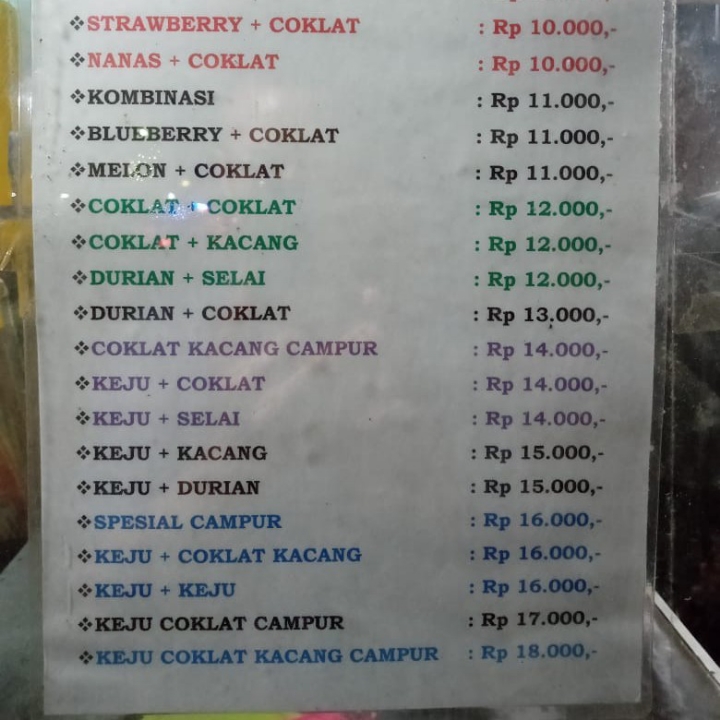 ❖STRAWBERRY + COKLAT : Rp 10.000,-
❖NANAS + COKLAT : Rp 10.000,-
❖KOMBINASI : Rp 11.000,-
❖BLUEBERRY + COKLAT : Rp 11.000,-
❖MELON + COKLAT : Rp 11.000,-
❖COKLAT + COKLAT : Rp 12.000,-
❖COKLAT + KACANG : Rp 12.000,-
❖DURIAN + SELAI : Rp 12.000,-
❖DURIAN + COKLAT : Rp 13.000,-
❖COKLAT KACANG CAMPUR : Rp 14.000,-
❖KEJU + COKLAT : Rp 14.000,-
❖KEJU + SELAI : Rp 14.000,-
❖KEJU + KACANG : Rp 15.000,-
❖KEJU + DURIAN : Rp 15.000,-
❖SPESIAL CAMPUR : Rp 16.000,-
❖KEJU + COKLAT KACANG : Rp 16.000,-
❖KEJU + KEJU : Rp 16.000,-
❖KEJU COKLAT CAMPUR : Rp 17.000,-
❖KEJU COKLAT KACANG CAMPUR : Rp 18.000,-